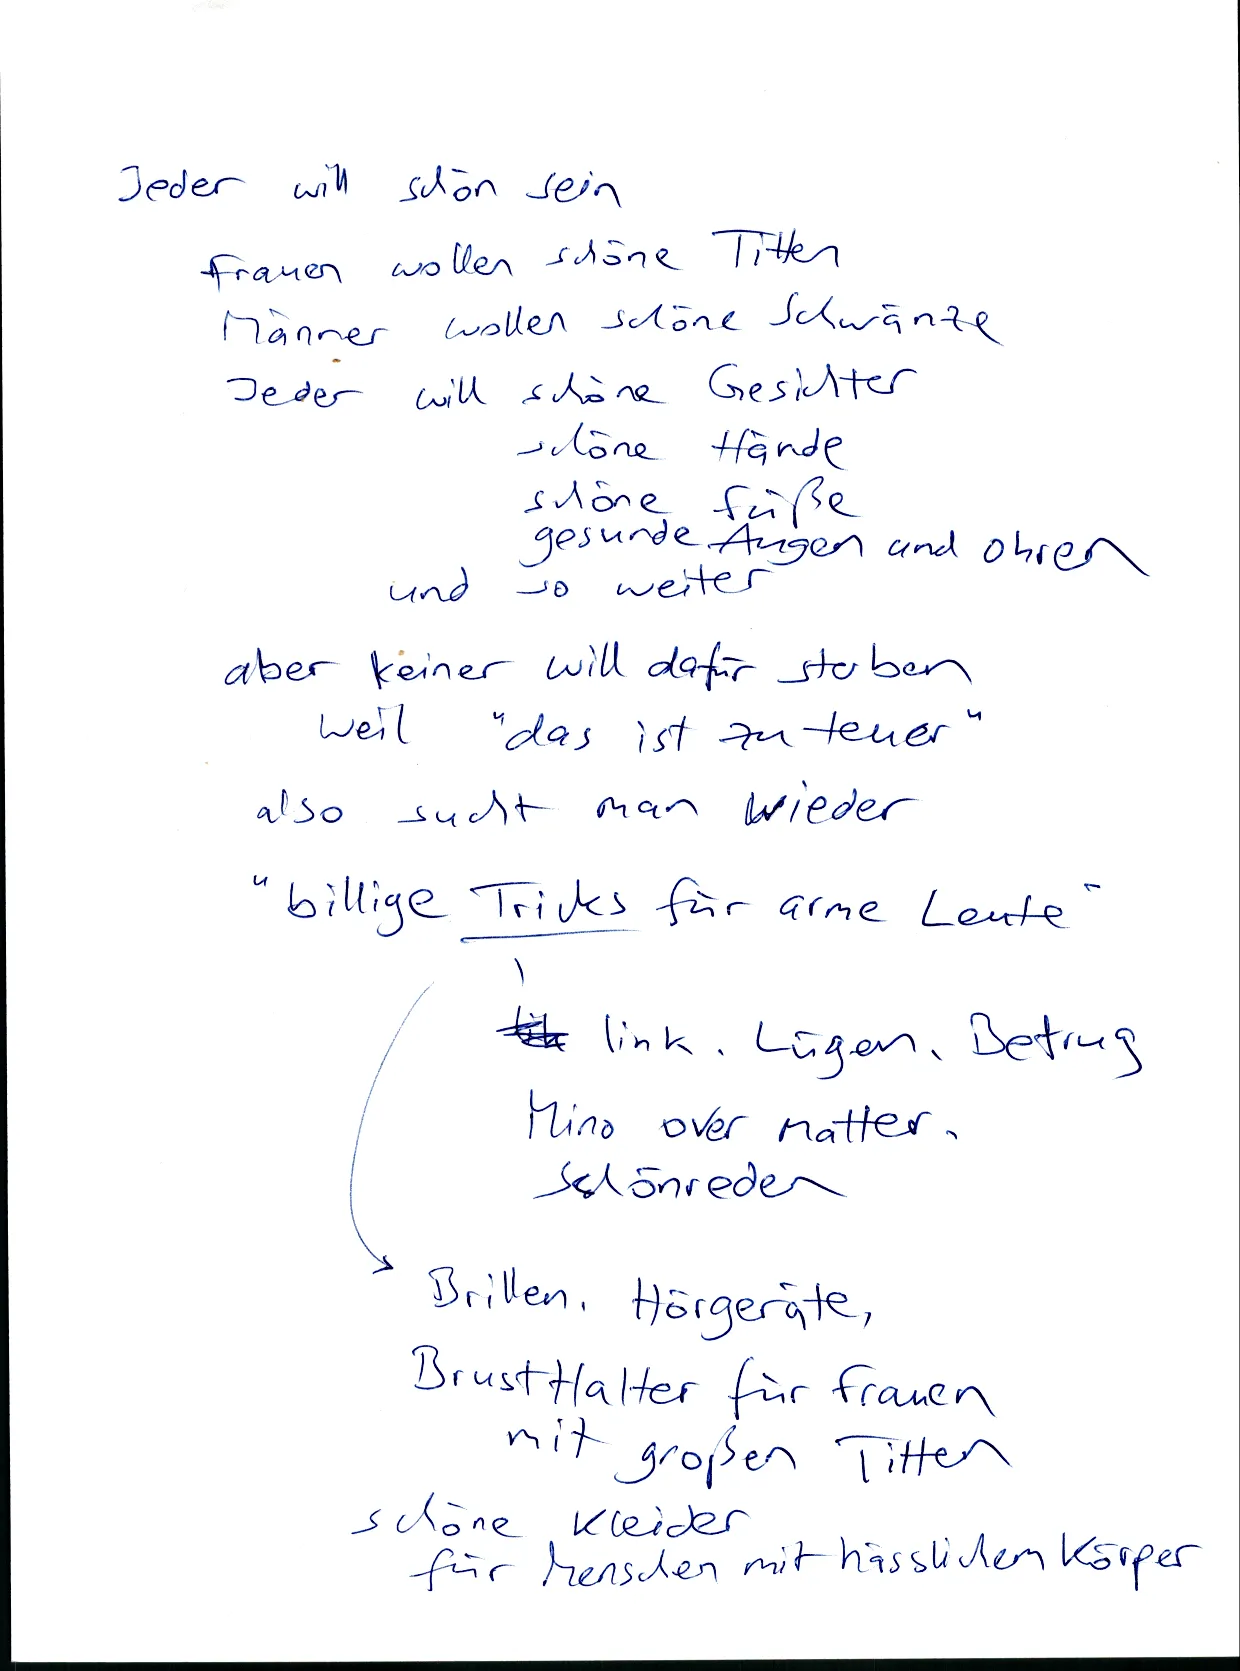 Jeder will schön sein
Frauen wollen schöne Titten
Männer wollen schöne Schwänze
Jeder will schöne Gesichter
schöne Hände
schöne Füße
gesunde Augen und Ohren
und so weiter
aber keiner will dafür sterben
weil "das ist zu teuer"
also sucht man wieder
"billige Tricks für arme Leute"
link. Lügen. Betrug
Mind over matter.
Schönreden
Brillen. Hörgeräte,
BrustHalter für Frauen
mit großen Titten
schöne Kleider
für Menschen mit hässlichem Körper